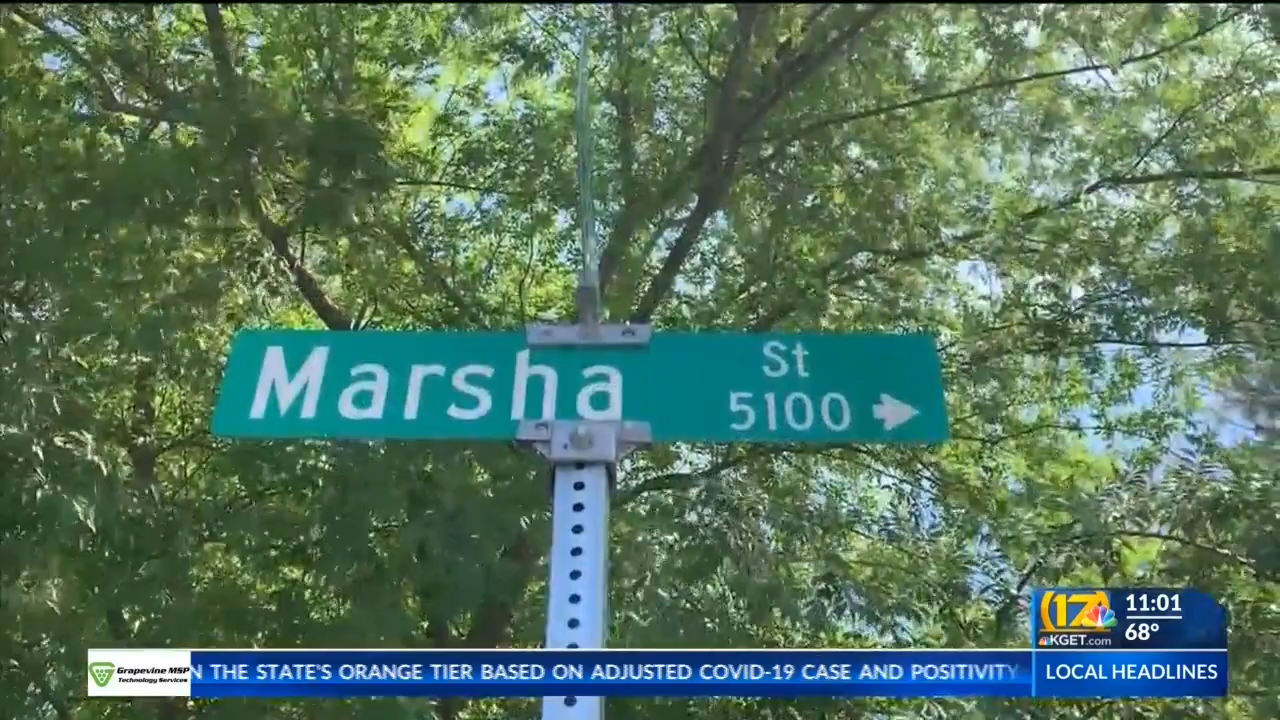 Marsha St
5100
17
KGET.com
11:01
68°
Grapevine MSP
Technology Services
N THE STATE'S ORANGE TIER BASED ON ADJUSTED COVID-19 CASE AND POSITIVITY
LOCAL HEADLINES